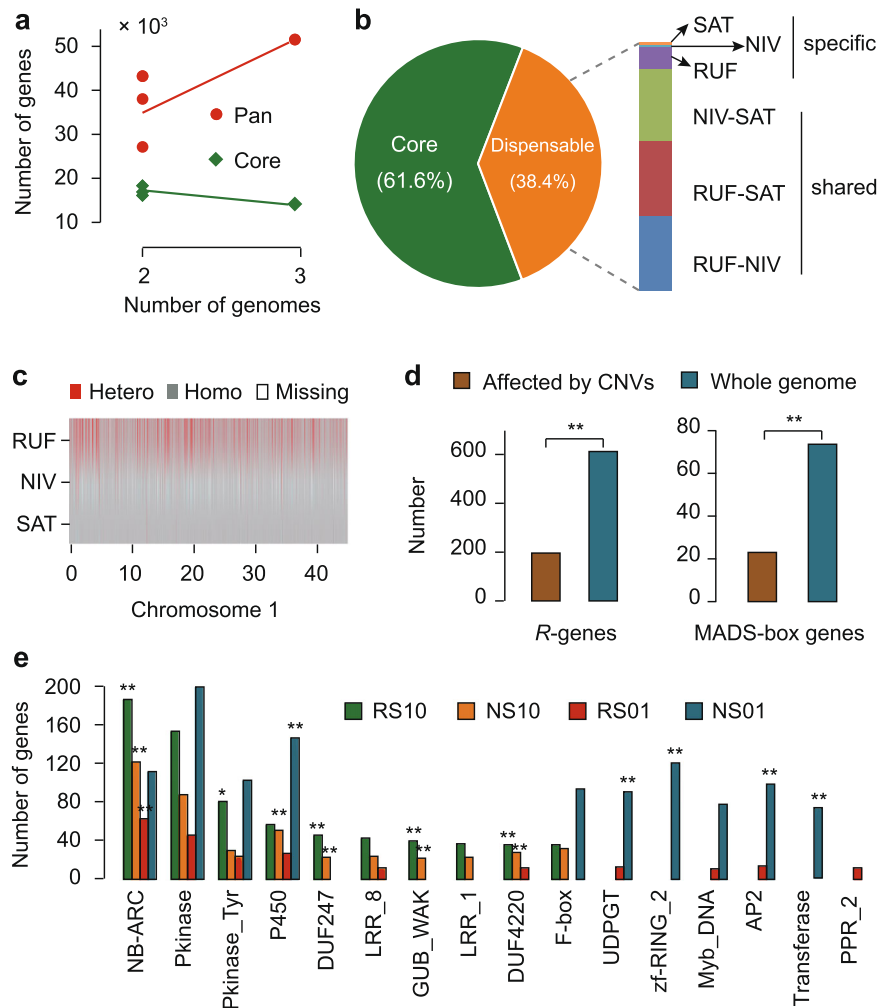 a
× 10³
50
40
30
20
10
Number of genes
Pan
Core
2
3
Number of genomes
b
Core
(61.6%)
Dispensable
(38.4%)
SAT
NIV
RUF
specific
NIV-SAT
RUF-SAT
RUF-NIV
shared
c
Hetero
Homo
Missing
RUF
NIV
SAT
0
10
20
30
40
Chromosome 1
d
Affected by CNVs
Whole genome
Number
600
400
200
0
**
R-genes
80
60
40
20
0
**
MADS-box genes
e
Number of genes
200
160
120
80
40
0
RS10
NS10
RS01
NS01
**
**
**
*
**
**
**
**
**
**
**
**
**
**
**
**
NB-ARC
Pkinase
Pkinase_Tyr
P450
DUF247
LRR_8
GUB_WAK
LRR_1
DUF4220
F-box
UDPGT
zf-RING_2
Myb_DNA
AP2
Transferase
PPR_2